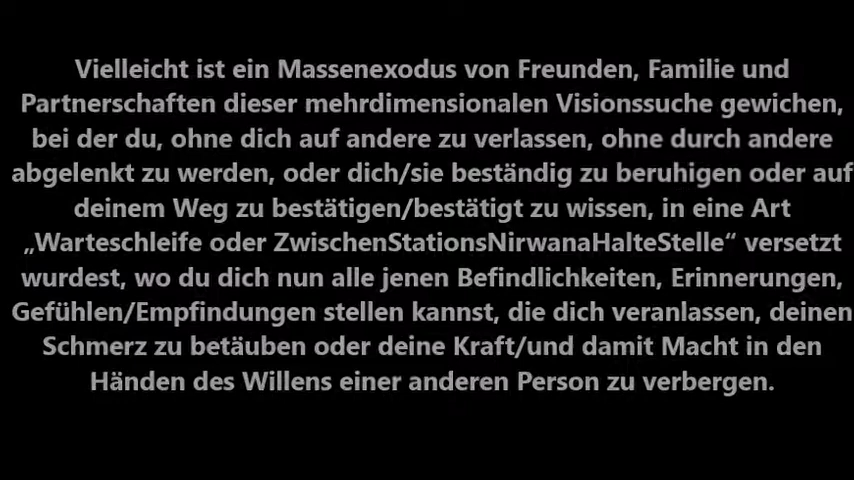 Vielleicht ist ein Massenexodus von Freunden, Familie und
Partnerschaften dieser mehrdimensionalen Visionssuche gewichen,
bei der du, ohne dich auf andere zu verlassen, ohne durch andere
abgelenkt zu werden, oder dich/sie beständig zu beruhigen oder auf
deinem Weg zu bestätigen/bestätigt zu wissen, in eine Art
„Warteschleife oder ZwischenStationsNirwanaHalteStelle“ versetzt
wurdest, wo du dich nun alle jenen Befindlichkeiten, Erinnerungen,
Gefühlen/Empfindungen stellen kannst, die dich veranlassen, deinen
Schmerz zu betäuben oder deine Kraft/und damit Macht in den
Händen des Willens einer anderen Person zu verbergen.